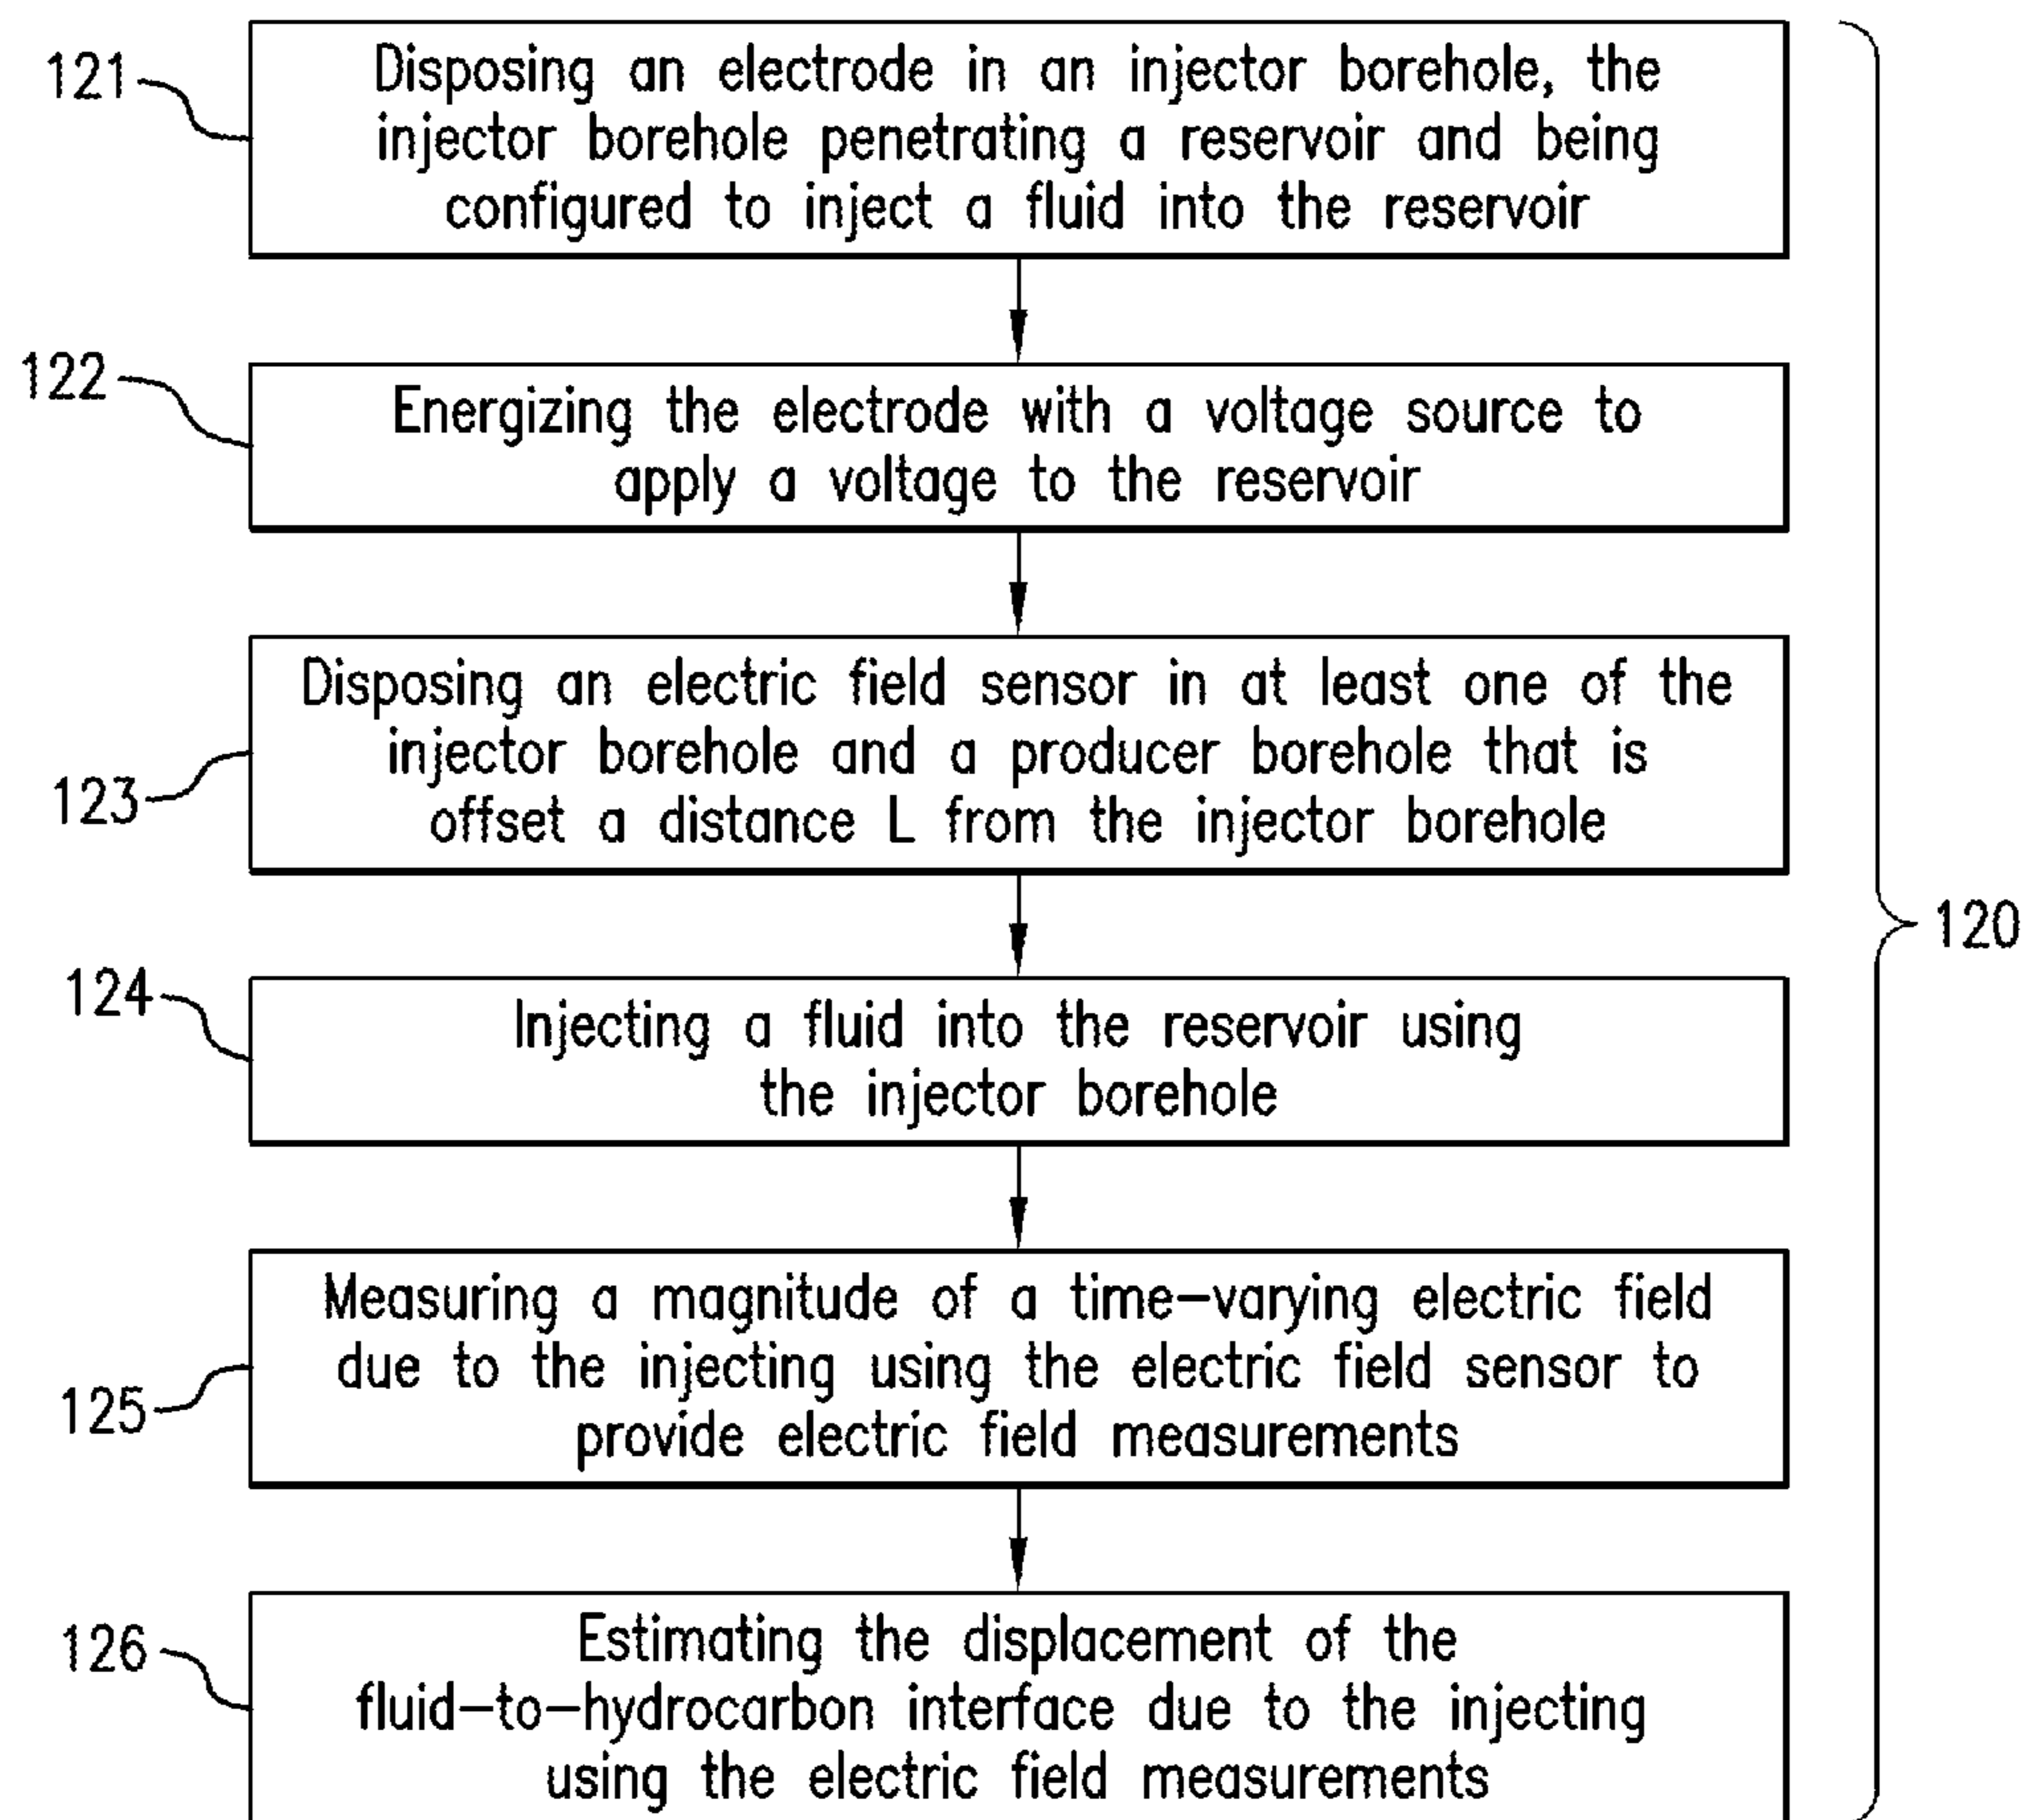 121
Disposing an electrode in an injector borehole, the
injector borehole penetrating a reservoir and being
configured to inject a fluid into the reservoir
122
Energizing the electrode with a voltage source to
apply a voltage to the reservoir
123
Disposing an electric field sensor in at least one of the
injector borehole and a producer borehole that is
offset a distance L from the injector borehole
120
124
Injecting a fluid into the reservoir using
the injector borehole
125
Measuring a magnitude of a time-varying electric field
due to the injecting using the electric field sensor to
provide electric field measurements
126
Estimating the displacement of the
fluid-to-hydrocarbon interface due to the injecting
using the electric field measurements